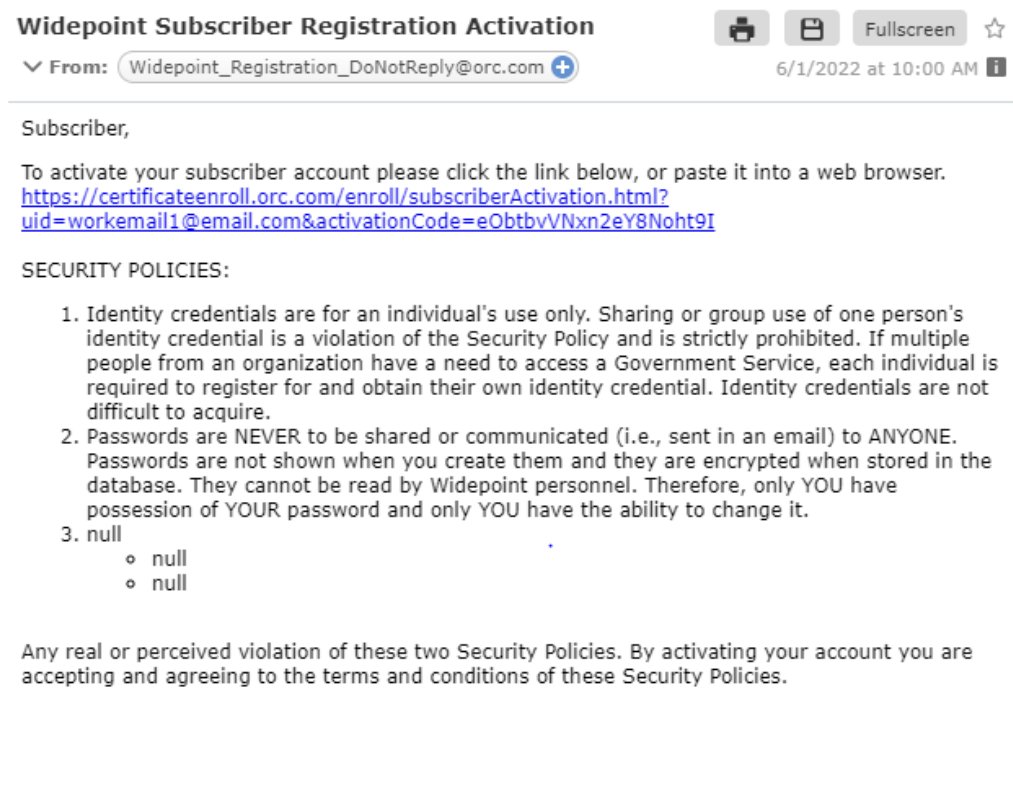 Widepoint Subscriber Registration Activation
Fullscreen
From: Widepoint_Registration_DoNotReply@orc.com
6/1/2022 at 10:00 AM
Subscriber,
To activate your subscriber account please click the link below, or paste it into a web browser.
https://certificateenroll.orc.com/enroll/subscriberActivation.html?
uid=workemail1@email.com&activationCode=eObtbvVNxn2eY8Noht9I
SECURITY POLICIES:
1. Identity credentials are for an individual's use only. Sharing or group use of one person's
identity credential is a violation of the Security Policy and is strictly prohibited. If multiple
people from an organization have a need to access a Government Service, each individual is
required to register for and obtain their own identity credential. Identity credentials are not
difficult to acquire.
2. Passwords are NEVER to be shared or communicated (i.e., sent in an email) to ANYONE.
Passwords are not shown when you create them and they are encrypted when stored in the
database. They cannot be read by Widepoint personnel. Therefore, only YOU have
possession of YOUR password and only YOU have the ability to change it.
3. null
null
null
Any real or perceived violation of these two Security Policies. By activating your account you are
accepting and agreeing to the terms and conditions of these Security Policies.